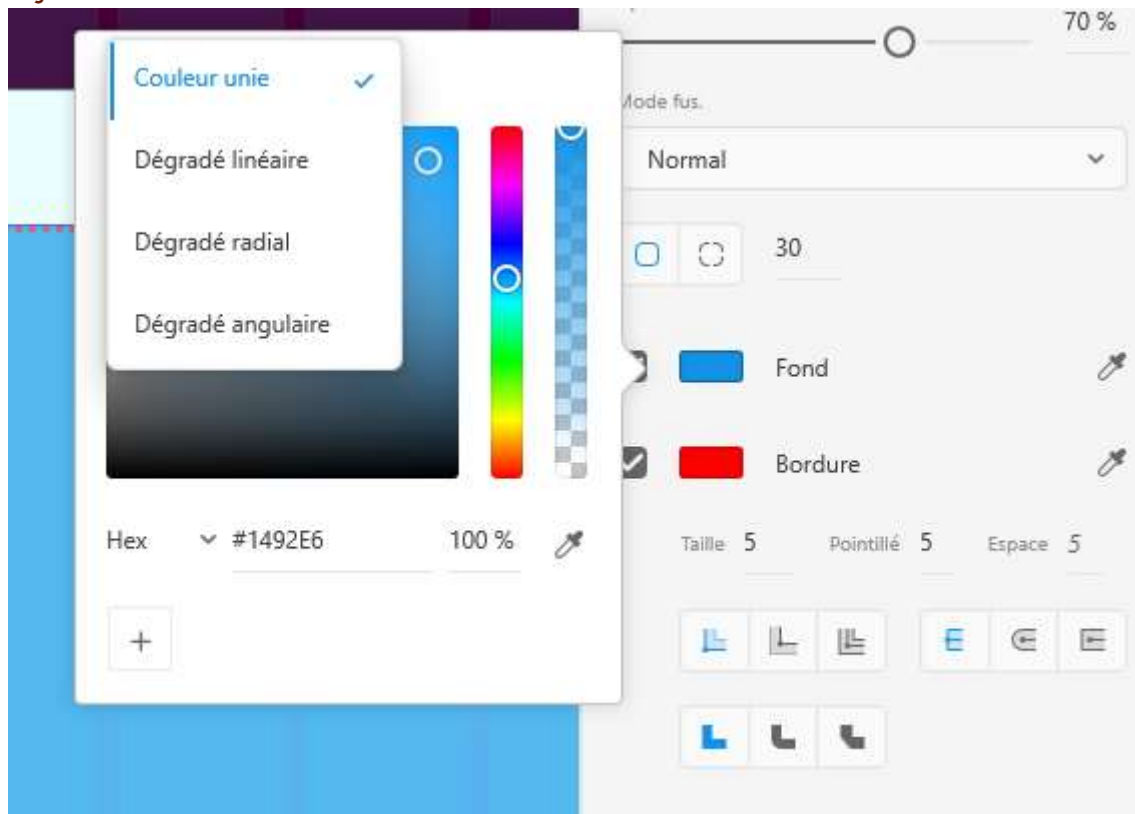 70 %
Couleur unie
Mode fus.
Dégradé linéaire
Normal
Dégradé radial
30
Dégradé angulaire
Fond
Bordure
Hex #1492E6 100 %
Taille 5 Pointillé 5 Espace 5
+